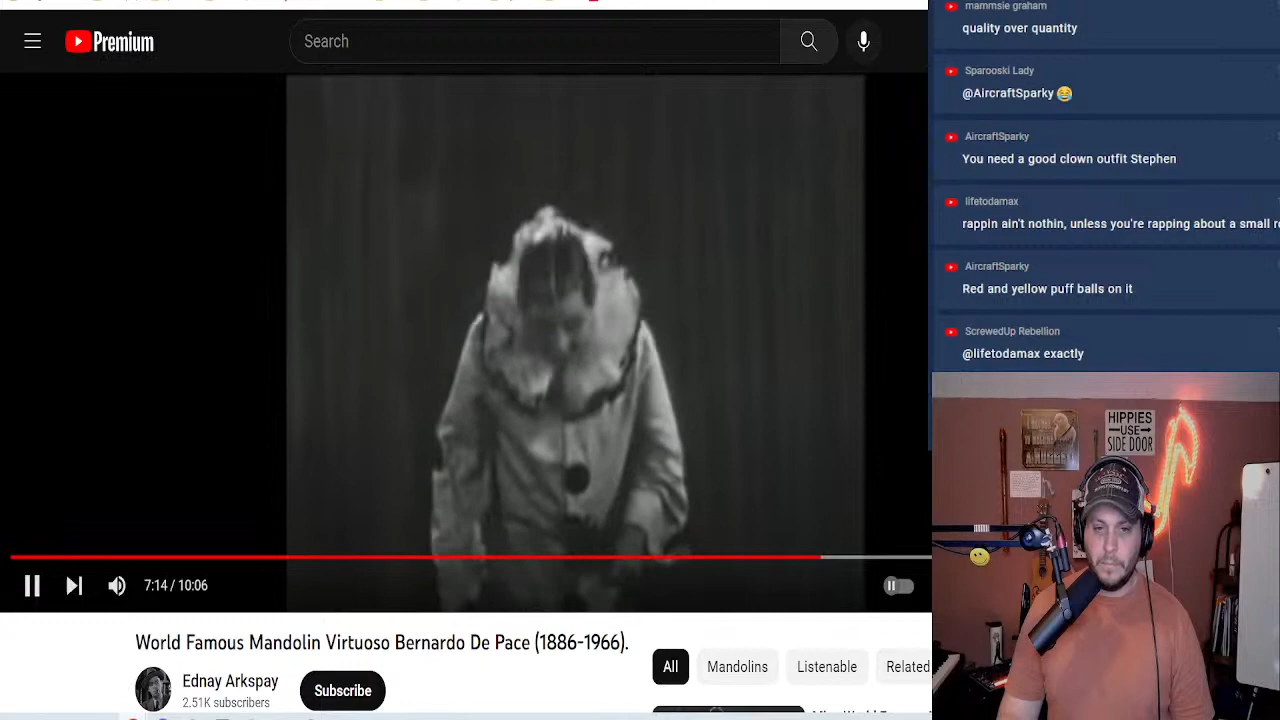 Premium
Search
7:14 / 10:06
World Famous Mandolin Virtuoso Bernardo De Pace (1886-1966).
Ednay Arkspay
2.51K subscribers
Subscribe
All
Mandolins
Listenable
Related
mammsie graham
quality over quantity
Sparooski Lady
@AircraftSparky 😂
AircraftSparky
You need a good clown outfit Stephen
lifetodamax
rappin ain't nothin, unless you're rapping about a small
AircraftSparky
Red and yellow puff balls on it
ScrewedUp Rebellion
@lifetodamax exactly
HIPPIES
USE
SIDE DOOR